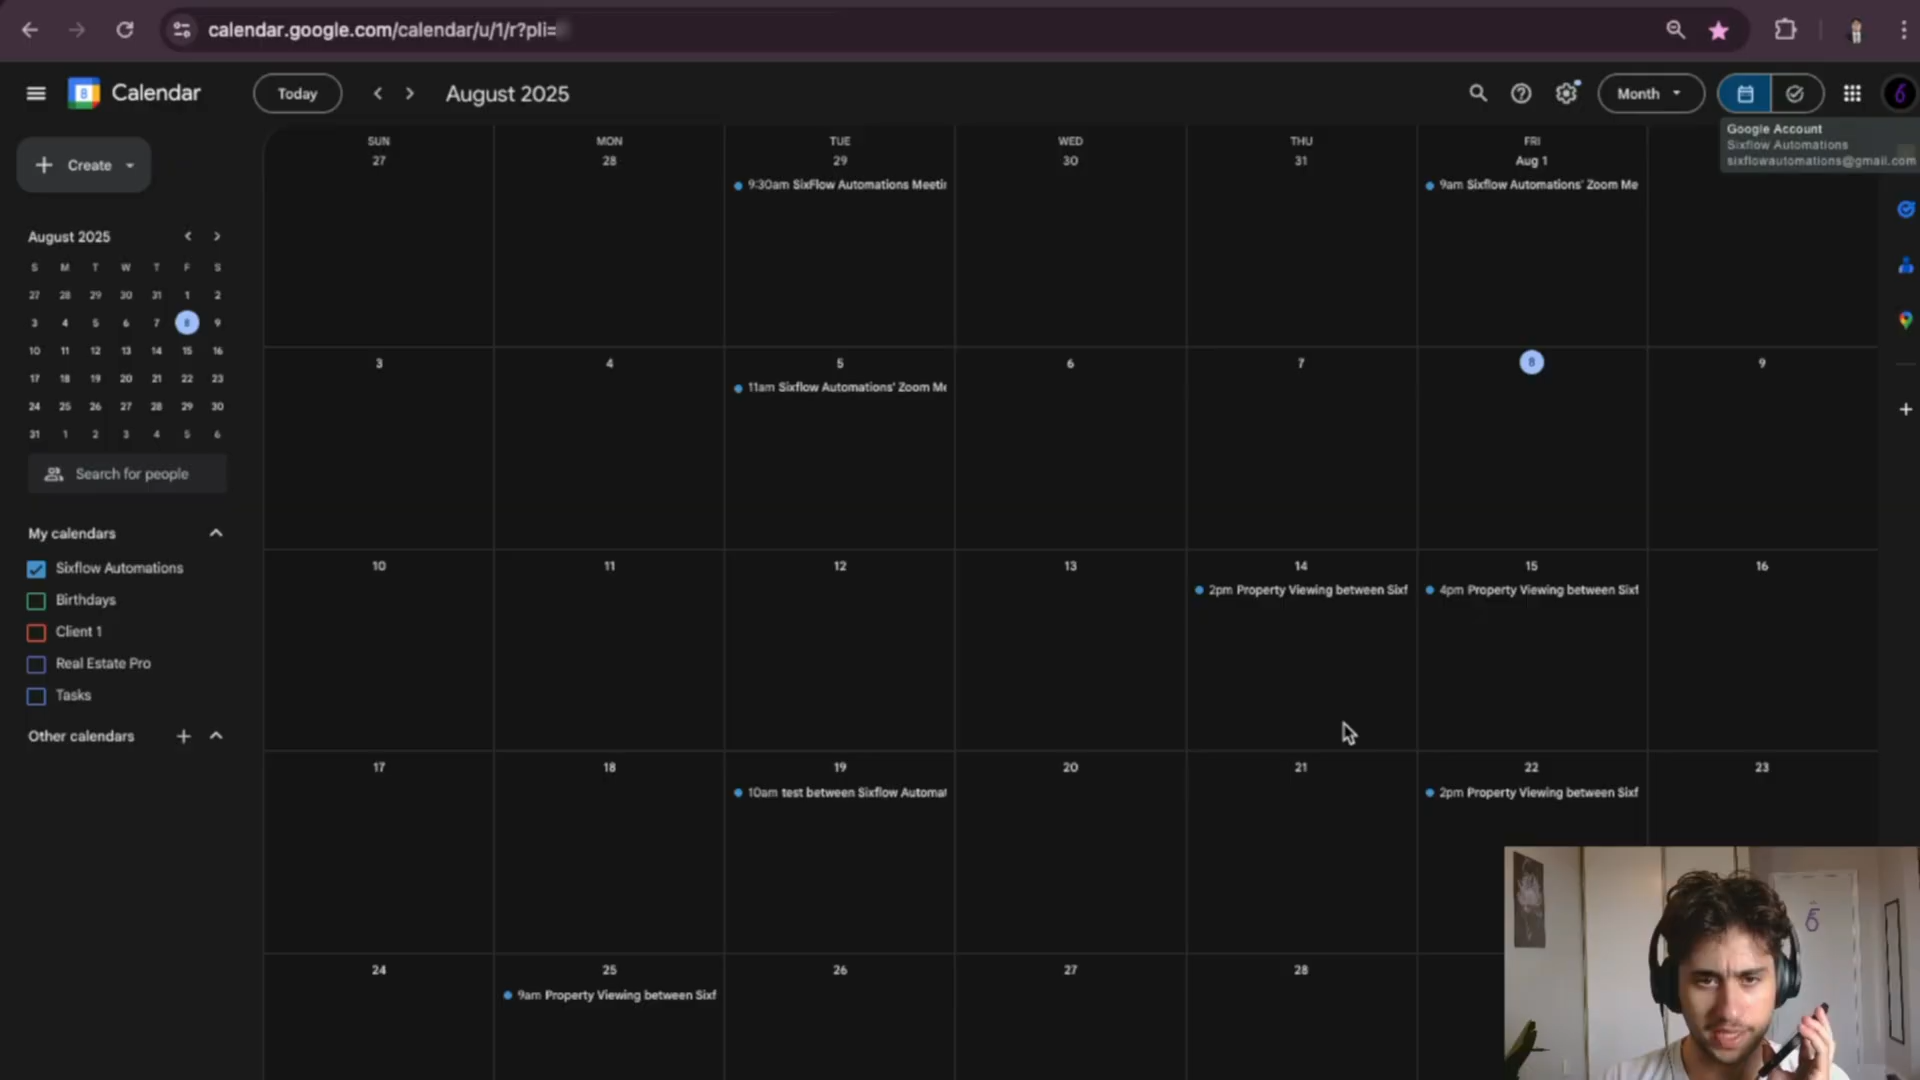 calendar.google.com/calendar/u/1/r?pli=
Calendar
Today
August 2025
Month
Google Account
Sixflow Automations
sixflowautomations@gmail.com
Create
SUN MON TUE WED THU FRI
27 28 29 30 31 Aug 1
9:30am SixFlow Automations Meetin
9am Sixflow Automations' Zoom Me
August 2025
S M T W T F S
27 28 29 30 31 1 2
3 4 5 6 7 8 9
10 11 12 13 14 15 16
17 18 19 20 21 22 23
24 25 26 27 28 29 30
31 1 2 3 4 5 6
Search for people
My calendars
Sixflow Automations
Birthdays
Client 1
Real Estate Pro
Tasks
Other calendars
3 4 5 6 7 8 9
11am Sixflow Automations' Zoom Me
10 11 12 13 14 15 16
2pm Property Viewing between Sixf
4pm Property Viewing between Sixf
17 18 19 20 21 22 23
10am test between Sixflow Automat
2pm Property Viewing between Sixf
24 25 26 27 28
9am Property Viewing between Sixf